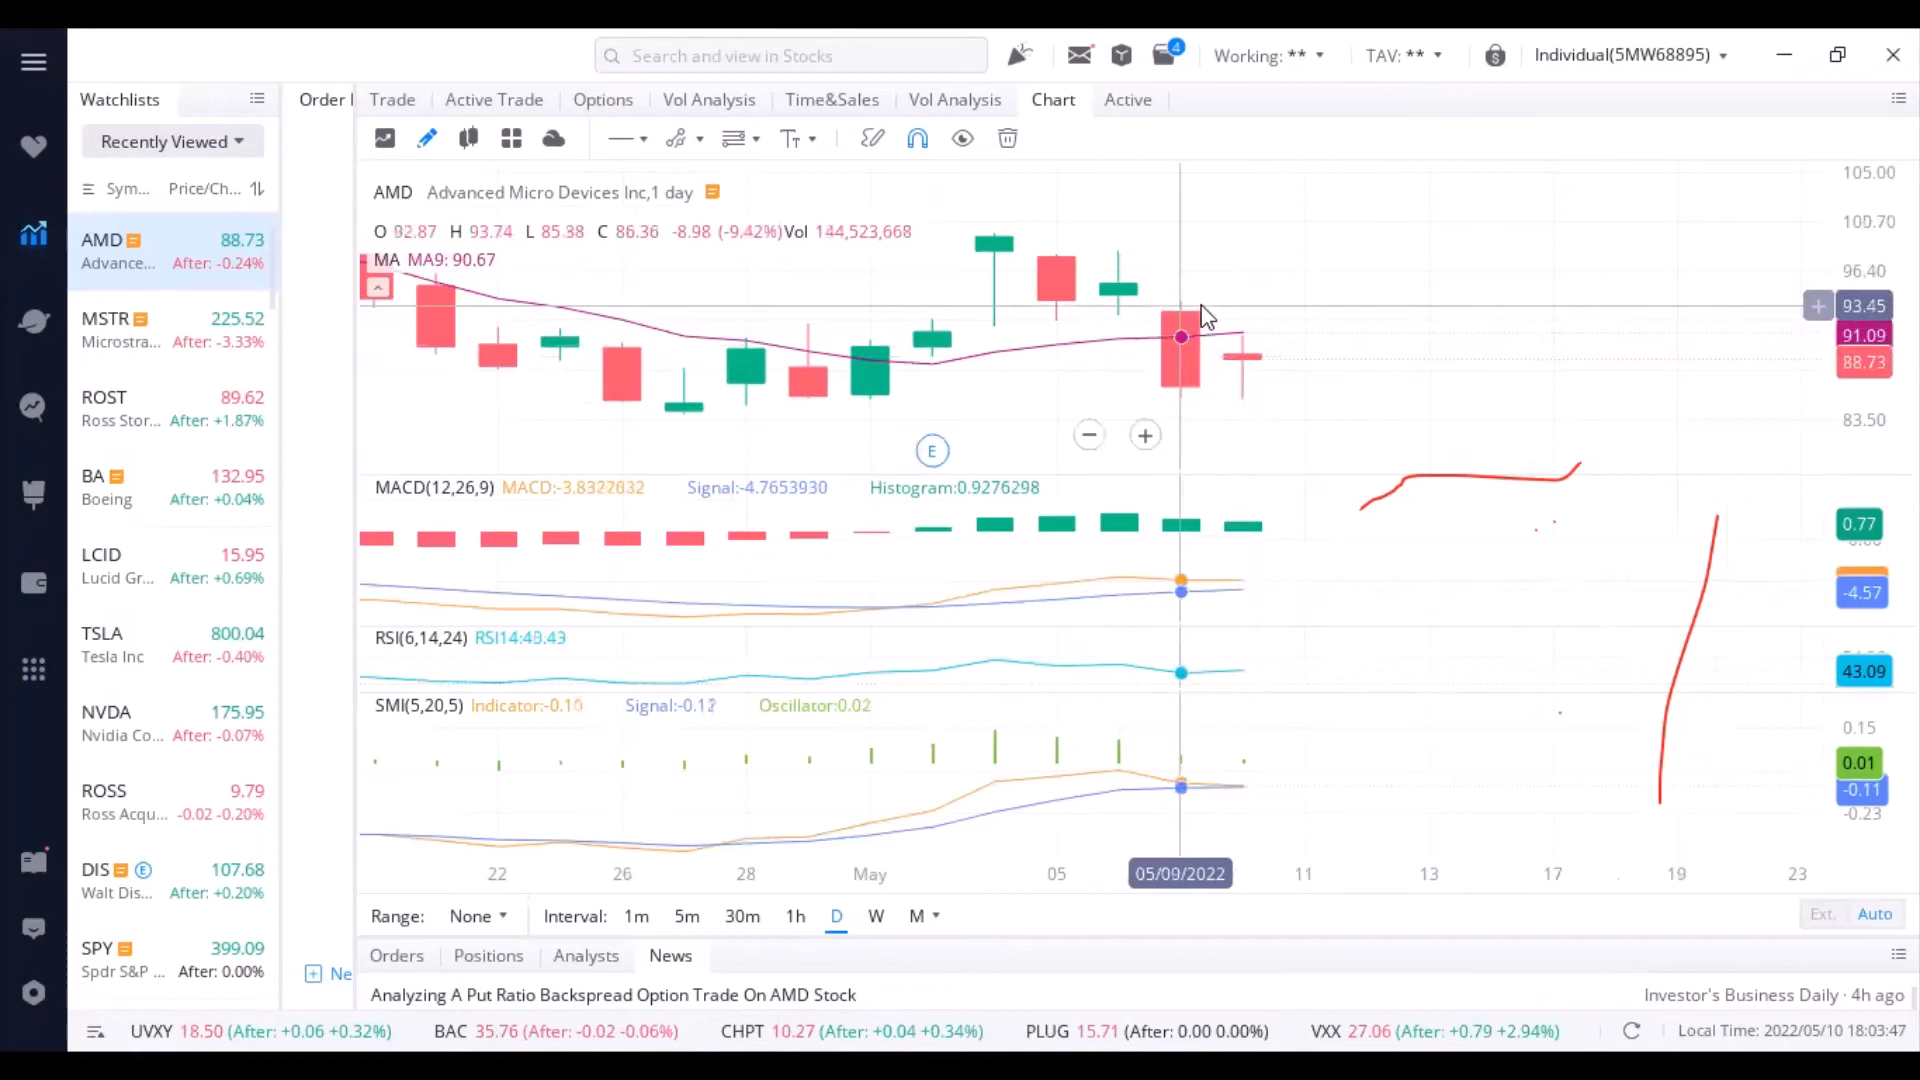 Search and view in Stocks
4
Working: **
TAV: **
Individual(5MW68895)
Watchlists
Order I
Trade
Active Trade
Options
Vol Analysis
Time&Sales
Vol Analysis
Chart
Active
Recently Viewed
Sym...
Price/Ch...
AMD 88.73
Advance... After: -0.24%
MSTR 225.52
Microstra... After: -3.33%
ROST 89.62
Ross Stor... After: +1.87%
BA 132.95
Boeing After: +0.04%
LCID 15.95
Lucid Gr... After: +0.69%
TSLA 800.04
Tesla Inc After: -0.40%
NVDA 175.95
Nvidia Co... After: -0.07%
ROSS 9.79
Ross Acqu... -0.02 -0.20%
DIS E 107.68
Walt Dis... After: +0.20%
SPY 399.09
Spdr S&P ... After: 0.00%
Ne
AMD Advanced Micro Devices Inc,1 day
O 92.87 H 93.74 L 85.38 C 86.36 -8.98 (-9.42%)Vol 144,523,668
MA MA9: 90.67
E
105.00
100.70
96.40
93.45
91.09
88.73
83.50
MACD(12,26,9) MACD:-3.8322632 Signal:-4.7653930 Histogram:0.9276298
0.77
-4.57
RSI(6,14,24) RSI14:43.43
43.09
SMI(5,20,5) Indicator:-0.10 Signal:-0.12 Oscillator:0.02
0.15
0.01
-0.11
-0.23
22 26 28 May 05 05/09/2022 11 13 17 19 23
Range: None Interval: 1m 5m 30m 1h D W M
Ext. Auto
Orders Positions Analysts News
Analyzing A Put Ratio Backspread Option Trade On AMD Stock
Investor's Business Daily · 4h ago
UVXY 18.50 (After: +0.06 +0.32%) BAC 35.76 (After: -0.02 -0.06%) CHPT 10.27 (After: +0.04 +0.34%) PLUG 15.71 (After: 0.00 0.00%) VXX 27.06 (After: +0.79 +2.94%) Local Time: 2022/05/10 18:03:47